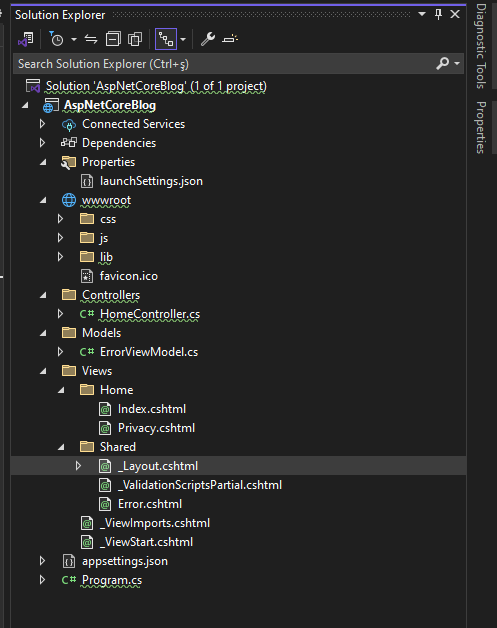 Solution Explorer
Search Solution Explorer (Ctrl+ş)
Solution 'AspNetCoreBlog' (1 of 1 project)
AspNetCoreBlog
Connected Services
Dependencies
Properties
launchSettings.json
wwwroot
css
js
lib
favicon.ico
Controllers
C# HomeController.cs
Models
C# ErrorViewModel.cs
Views
Home
Index.cshtml
Privacy.cshtml
Shared
_Layout.cshtml
_ValidationScriptsPartial.cshtml
Error.cshtml
_ViewImports.cshtml
_ViewStart.cshtml
appsettings.json
C# Program.cs
Diagnostic Tools
Properties